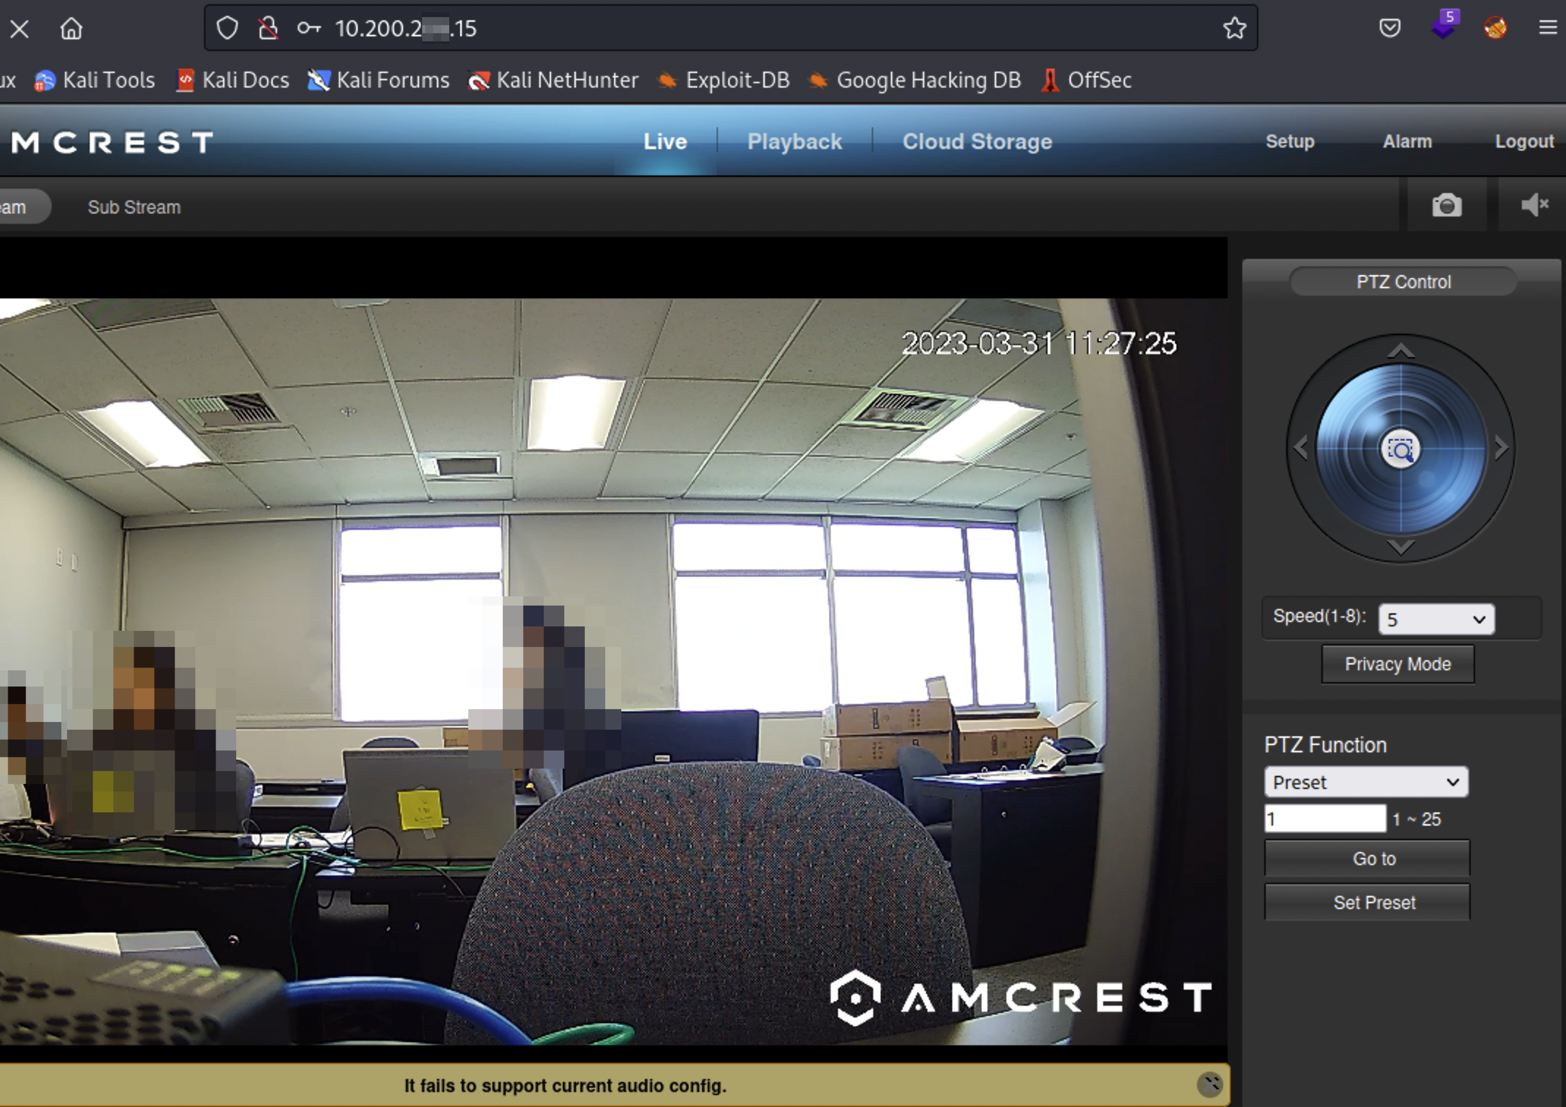 10.200.2 .15
5
ux Kali Tools Kali Docs Kali Forums Kali NetHunter Exploit-DB Google Hacking DB OffSec
MCREST Live Playback Cloud Storage Setup Alarm Logout
eam Sub Stream
PTZ Control
2023-03-31 11:27:25
Speed(1-8): 5
Privacy Mode
PTZ Function
Preset
1 1 ~ 25
Go to
Set Preset
AMCREST
It fails to support current audio config.